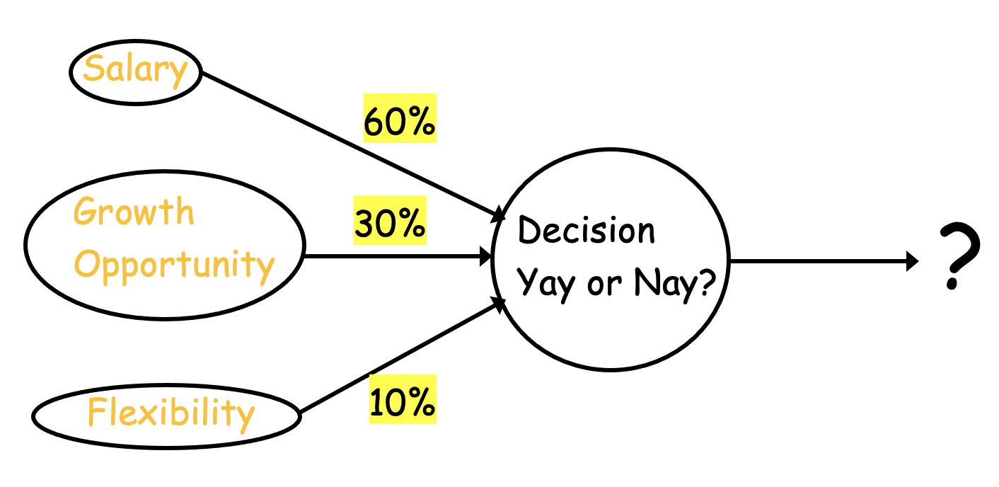 Salary
60%
Growth
Opportunity
30%
Flexibility
10%
Decision
Yay or Nay?
?